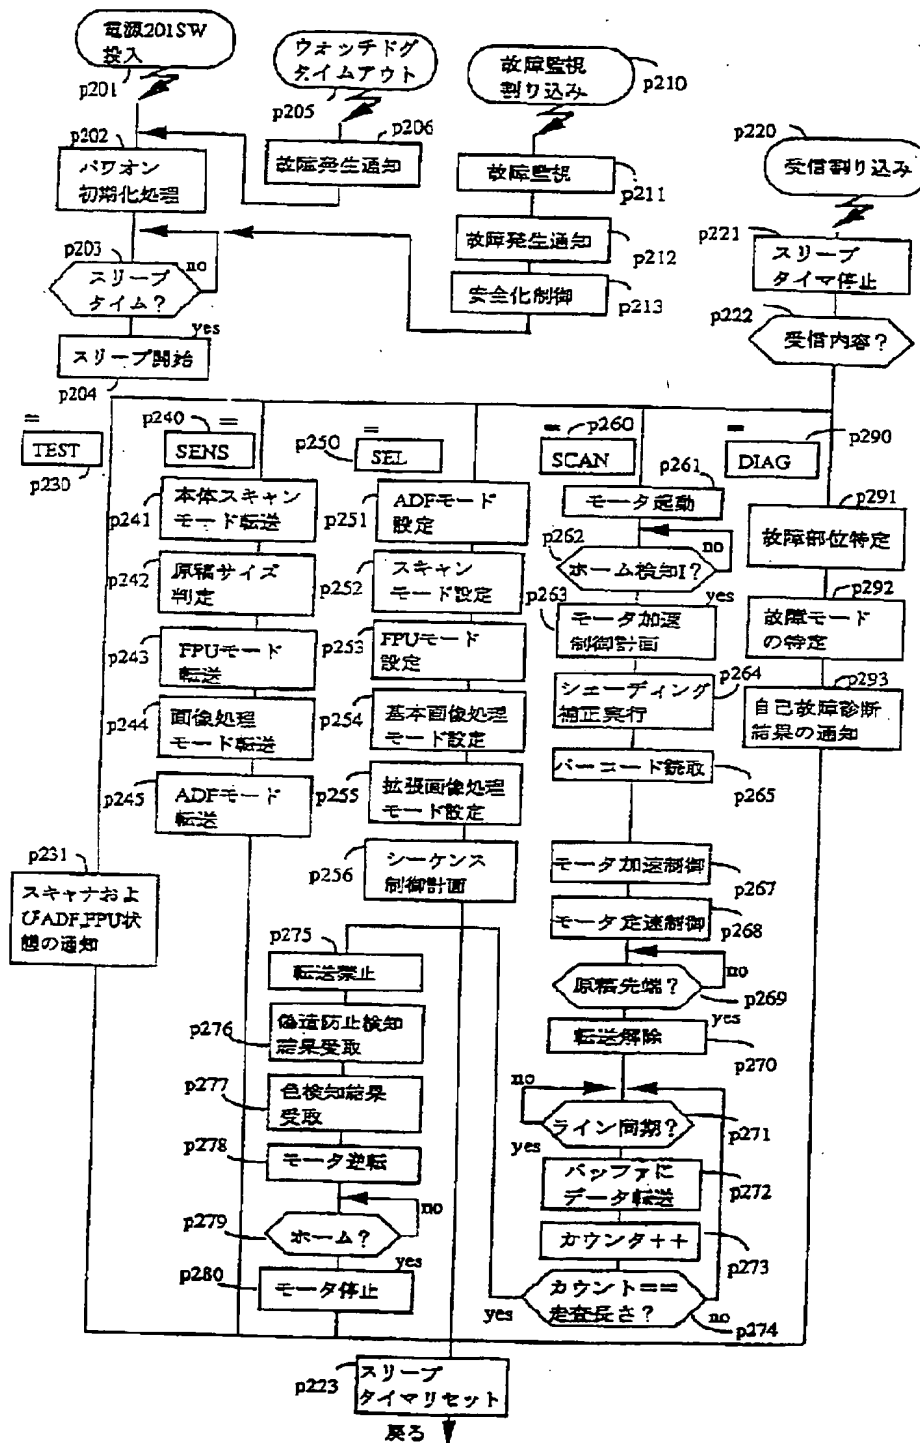 電源201SW
投入
p201
ウォッチドグ
タイムアウト
p205
故障監視
割り込み
p210
p220
受信割り込み
p202
パワオン
初期化処理
p206
故障発生通知
故障監視
p211
故障発生通知
p212
安全化制御
p213
p221
スリープ
タイマ停止
p222
受信内容？
p203
スリープ
タイム？
no
yes
スリープ開始
p204
=
TEST
p230
p240
=
SENS
p250
=
SEL
=
p260
SCAN
=
p290
DIAG
p241
本体スキャン
モード転送
p242
原稿サイズ
判定
p243
FPUモード
転送
p244
画像処理
モード転送
p245
ADFモード
転送
p251
ADFモード
設定
p252
スキャン
モード設定
p253
FPUモード
設定
p254
基本画像処理
モード設定
p255
拡張画像処理
モード設定
p256
シーケンス
制御計画
p261
モータ起動
p262
no
ホーム検知1?
yes
p263
モータ加速
制御計画
p264
シェーディング
補正実行
バーコード読取
p265
モータ加速制御
p267
モータ定速制御
p268
no
原稿先端？
p269
yes
転送解除
p270
no
ライン同期？
p271
yes
バッファに
データ転送
p272
カウンタ++
p273
カウント==
走査長さ？
yes
no
p274
p291
故障部位特定
p292
故障モード
の特定
p293
自己故障診断
結果の通知
p231
スキャナおよ
びADF,FPU状
態の通知
p275
転送禁止
p276
偽造防止検知
結果受取
p277
色検知結果
受取
p278
モータ逆転
no
p279
ホーム？
yes
p280
モータ停止
p223
スリープ
タイマリセット
戻る